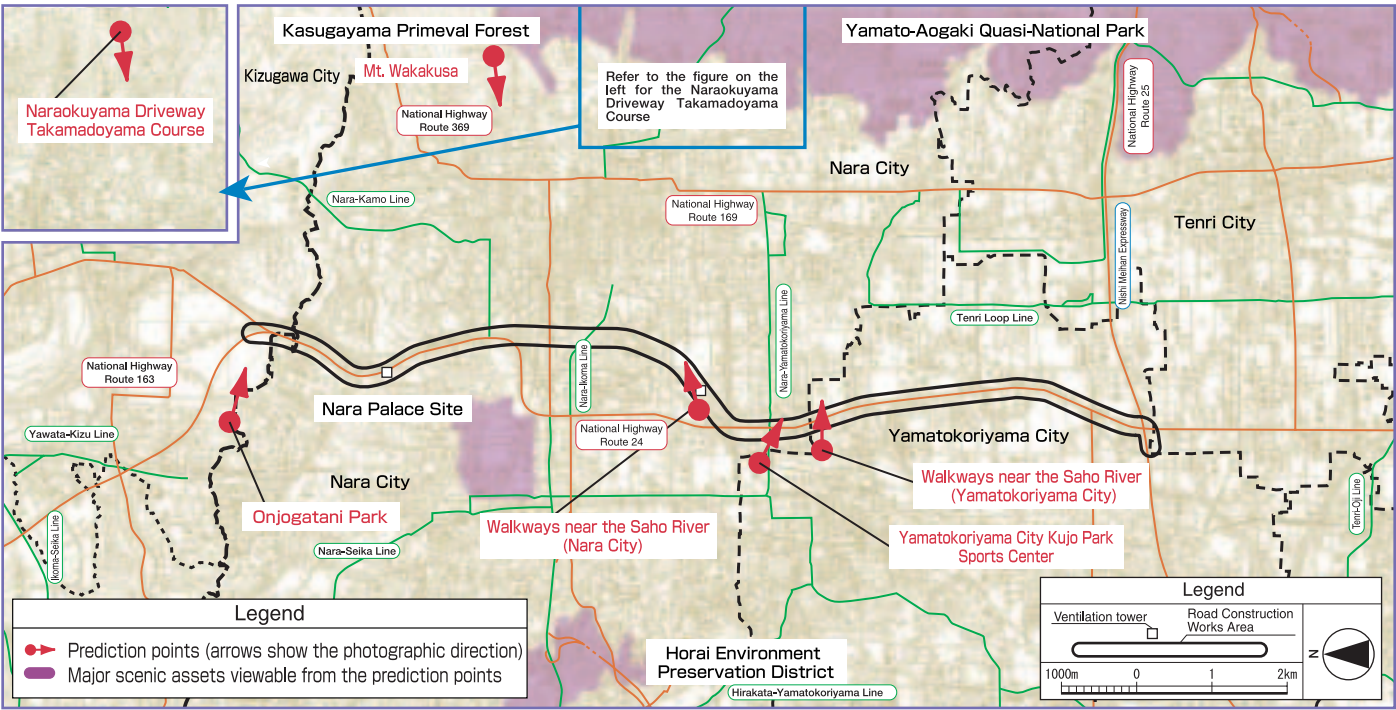 Kasugayama Primeval Forest
Yamato-Aogaki Quasi-National Park
Kizugawa City
Mt. Wakakusa
National Highway
Route 369
Refer to the figure on the
left for the Naraokuyama
Driveway Takamadoyama
Course
National Highway
Route 25
Naraokuyama Driveway
Takamadoyama Course
Nara City
Nara-Kamo Line
National Highway
Route 169
Tenri City
Nishi Meihan Expressway
Nara-Yamatokoriyama Line
Tenri Loop Line
National Highway
Route 163
Nara-Ikoma Line
Nara Palace Site
National Highway
Route 24
Yamatokoriyama City
Yawata-Kizu Line
Nara City
Onjogatani Park
Walkways near the Saho River
(Yamatokoriyama City)
Tenri-Oji Line
Walkways near the Saho River
(Nara City)
Yamatokoriyama City Kujo Park
Sports Center
Ikoma-Seika Line
Nara-Seika Line
Horai Environment
Preservation District
Hirakata-Yamatokoriyama Line
Legend
Prediction points (arrows show the photographic direction)
Major scenic assets viewable from the prediction points
Legend
Ventilation tower
Road Construction
Works Area
1000m 0 1 2km
N